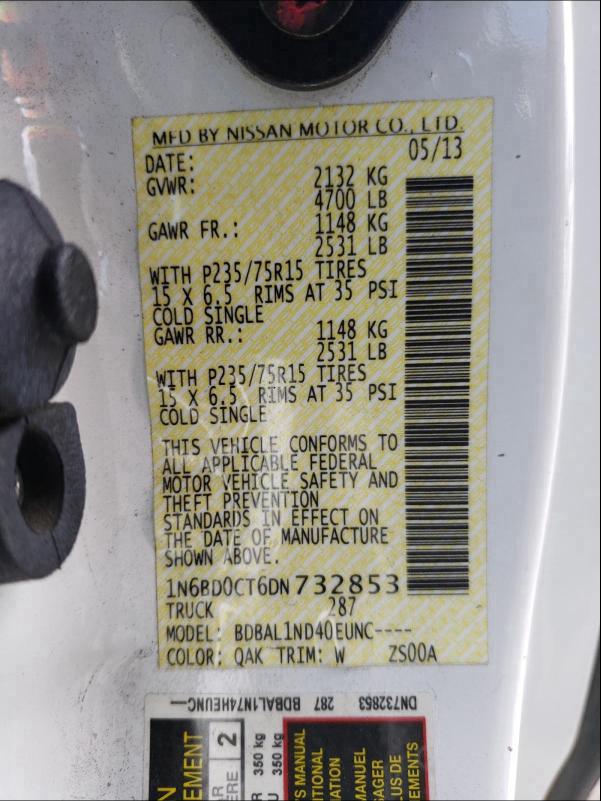 MFD BY NISSAN MOTOR CO., LTD.
DATE: 05/13
GVWR: 2132 KG
4700 LB
GAWR FR.: 1148 KG
2531 LB
WITH P235/75R15 TIRES
15 X 6.5 RIMS AT 35 PSI
COLD SINGLE
GAWR RR.: 1148 KG
2531 LB
WITH P235/75R15 TIRES
15 X 6.5 RIMS AT 35 PSI
COLD SINGLE
THIS VEHICLE CONFORMS TO
ALL APPLICABLE FEDERAL
MOTOR VEHICLE SAFETY AND
THEFT PREVENTION
STANDARDS IN EFFECT ON
THE DATE OF MANUFACTURE
SHOWN ABOVE.
1N6BD0CT6DN732853
TRUCK 287
MODEL: BDBAL1ND40EUNC----
COLOR: QAK TRIM: W ZS00A
DN732853 287 BDBAL1N74HEUNC—
EMENT
2
350 kg
350 kg
'S MANUAL
MANUEL